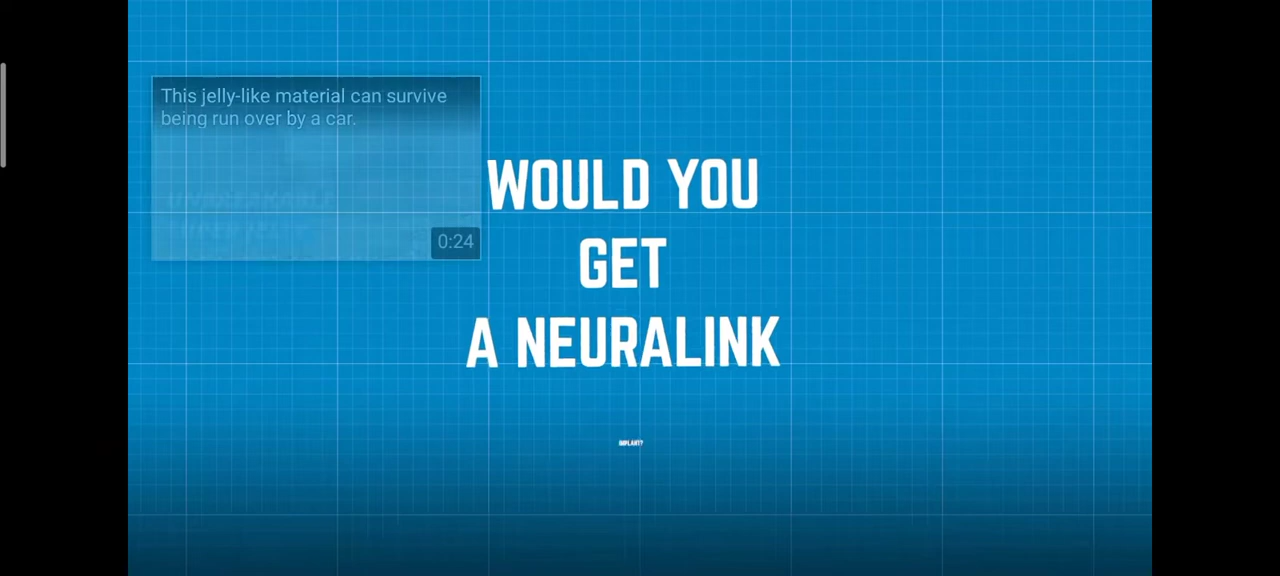 This jelly-like material can survive
being run over by a car.
0:24
WOULD YOU
GET
A NEURALINK
IMPLANT?